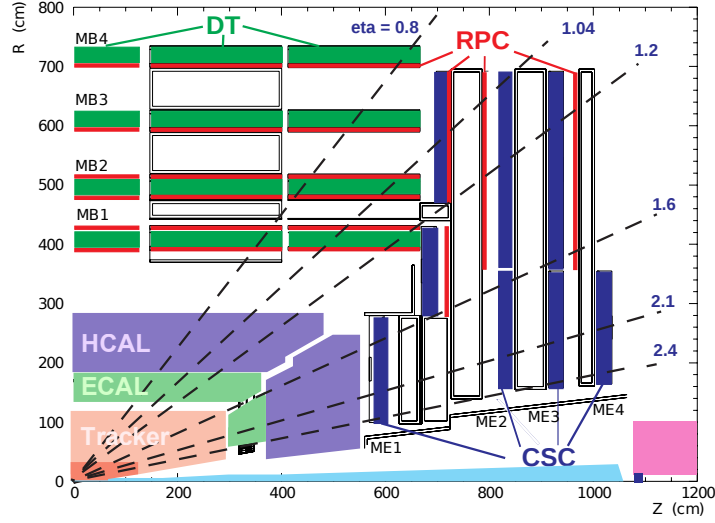 R (cm)
800
700
600
500
400
300
200
100
0
MB4
MB3
MB2
MB1
DT
eta = 0.8
1.04
1.2
RPC
1.6
2.1
2.4
HCAL
ECAL
Tracker
ME1
ME2
ME3
ME4
CSC
0
200
400
600
800
1000
1200
Z (cm)